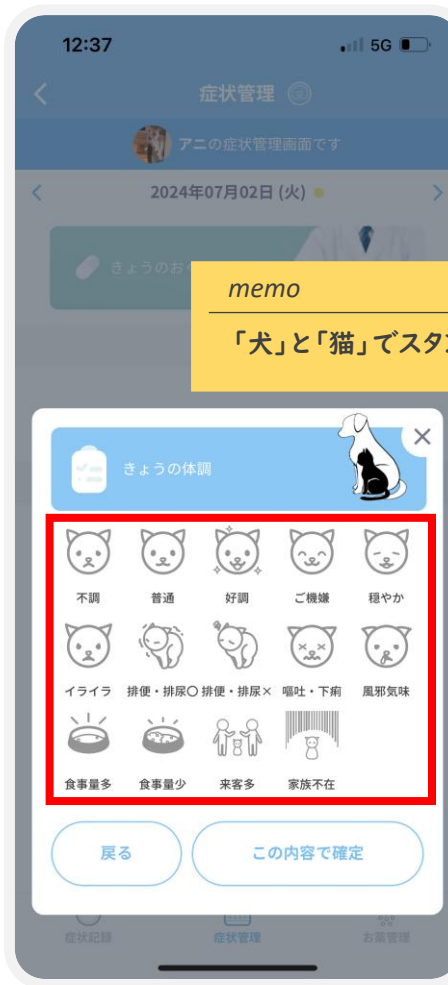 12:37 5G
症状管理
アニの症状管理画面です
2024年07月02日 (火)
きょうのお
memo
「犬」と「猫」でスタ
きょうの体調
不調 普通 好調 ご機嫌 穏やか
イライラ 排便・排尿○ 排便・排尿× 嘔吐・下痢 風邪気味
食事量多 食事量少 来客多 家族不在
戻る この内容で確定
症状記録 症状管理 お薬管理